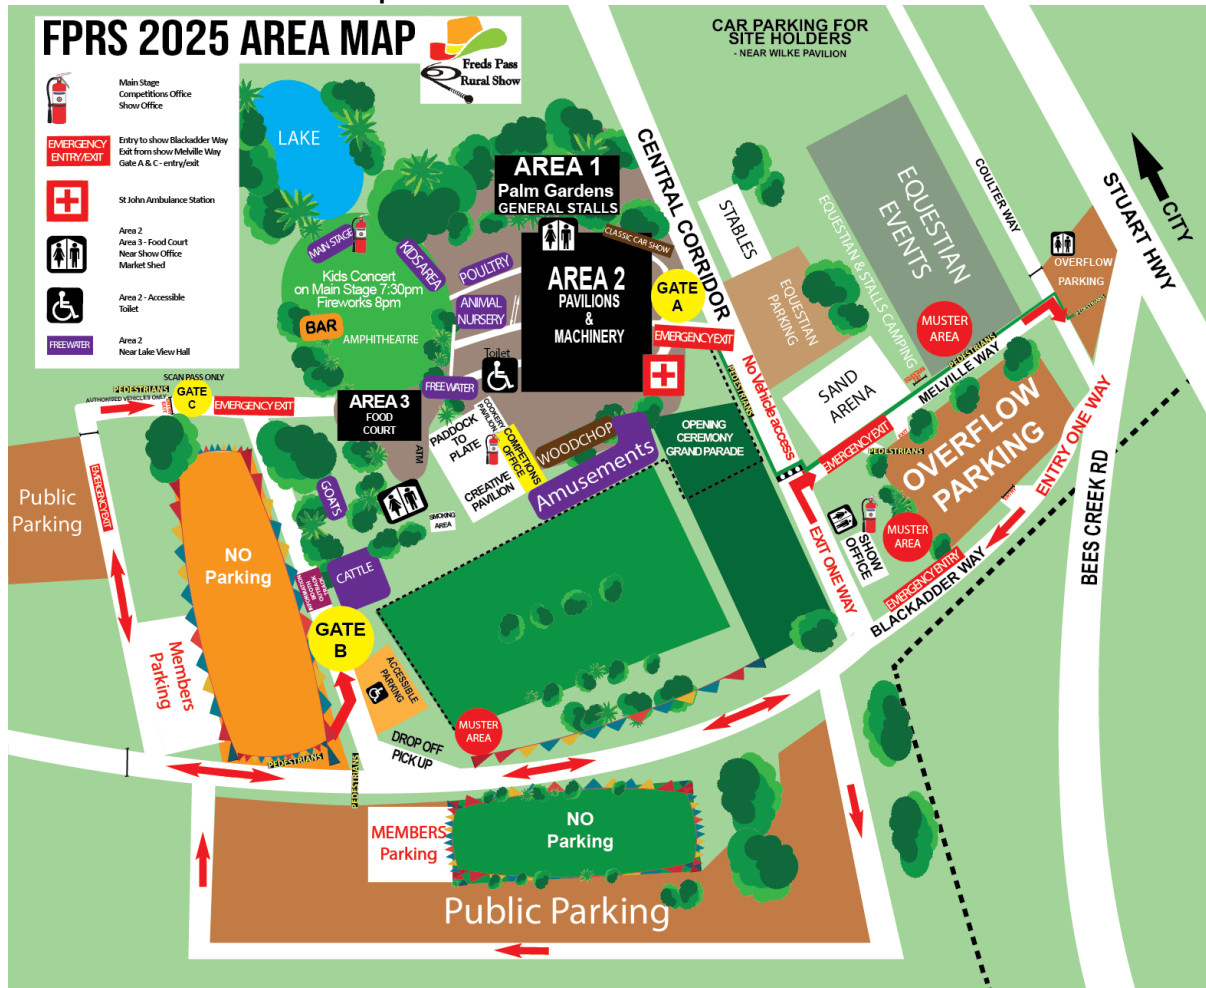 FPRS 2025 AREA MAP
Freds Pass
Rural Show
Main Stage
Competitions Office
Show Office
EMERGENCY
ENTRY/EXIT
Entry to show Blackadder Way
Exit from show Melville Way
Gate A & C - entry/exit
St John Ambulance Station
Area 2
Area 3 - Food Court
Near Show Office
Market Shed
Area 2 - Accessible
Toilet
FREE WATER
Area 2
Near Lake View Hall
CAR PARKING FOR
SITE HOLDERS
- NEAR WILKE PAVILION
LAKE
AREA 1
Palm Gardens
GENERAL STALLS
CENTRAL CORRIDOR
STABLES
EQUESTIAN
EVENTS
EQUESTIAN & STALLS CAMPING
EQUESTIAN
PARKING
COULTER WAY
STUART HWY
CITY
OVERFLOW
PARKING
MAIN STAGE
KIDS AREA
CLASSIC CAR SHOW
POULTRY
Kids Concert
on Main Stage 7:30pm
Fireworks 8pm
AREA 2
PAVILIONS
&
MACHINERY
GATE
A
ANIMAL
NURSERY
BAR
AMPHITHEATRE
EMERGENCY EXIT
MUSTER
AREA
PEDESTRIANS
MELVILLE WAY
Toilet
FREE WATER
No Vehicle access
PEDESTRIANS
SAND
ARENA
SCAN PASS ONLY
PEDESTRIANS
AUTHORISED VEHICLES ONLY
GATE
C
EMERGENCY EXIT
AREA 3
FOOD
COURT
ATM
PADDOCK
TO
PLATE
COOKERY
PAVILION
COMPETIONS
OFFICE
CREATIVE
PAVILION
WOODCHOP
Amusements
OPENING
CEREMONY
GRAND PARADE
EMERGENCY EXIT
PEDESTRIANS
OVERFLOW
PARKING
ENTRY ONE WAY
BEES CREEK RD
Public
Parking
EMERGENCY EXIT
GOATS
SMOKING
AREA
NO
Parking
CATTLE
EXIT ONE WAY
SHOW
OFFICE
MUSTER
AREA
EMERGENCY ENTRY
BLACKADDER WAY
GATE
B
Members
Parking
ACCESSIBLE
PARKING
MUSTER
AREA
DROP OFF
PICK UP
PEDESTRIANS
PEDESTRIANS
MEMBERS
Parking
NO
Parking
Public Parking